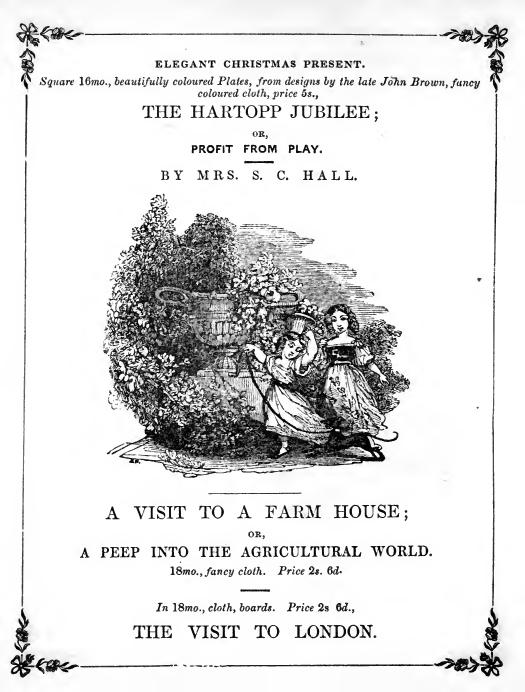 ELEGANT CHRISTMAS PRESENT.
Square 16mo., beautifully coloured Plates, from designs by the late John Brown, fancy
coloured cloth, price 5s.,
THE HARTOPP JUBILEE;
OR,
PROFIT FROM PLAY.
BY MRS. S. C. HALL.
A VISIT TO A FARM HOUSE;
OR,
A PEEP INTO THE AGRICULTURAL WORLD.
18mo., fancy cloth. Price 2s. 6d.
In 18mo., cloth, boards. Price 2s 6d.,
THE VISIT TO LONDON.